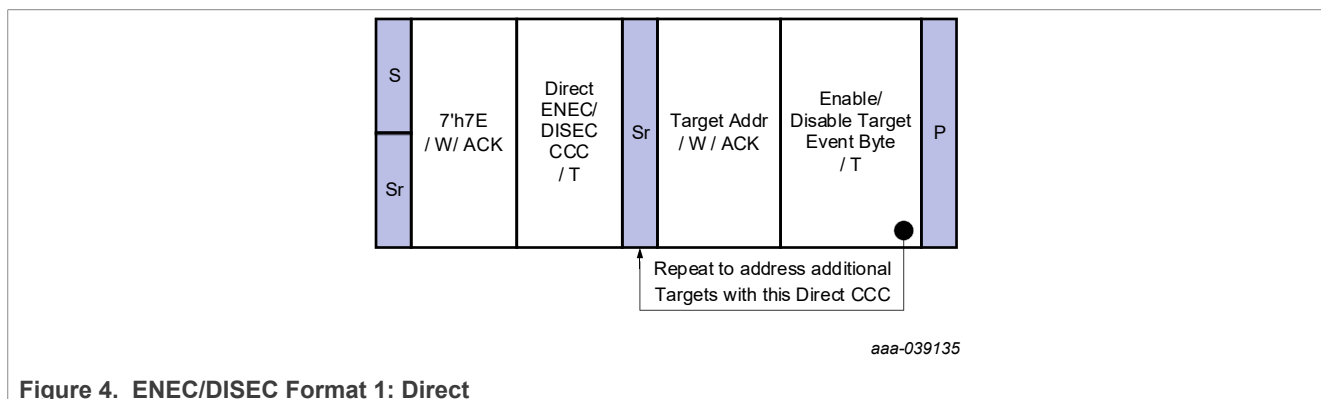 S
Sr
7'h7E
/ W/ ACK
Direct
ENEC/
DISEC
CCC
/ T
Sr
Target Addr
/ W / ACK
Enable/
Disable Target
Event Byte
/ T
P
Repeat to address additional
Targets with this Direct CCC
aaa-039135
Figure 4. ENEC/DISEC Format 1: Direct